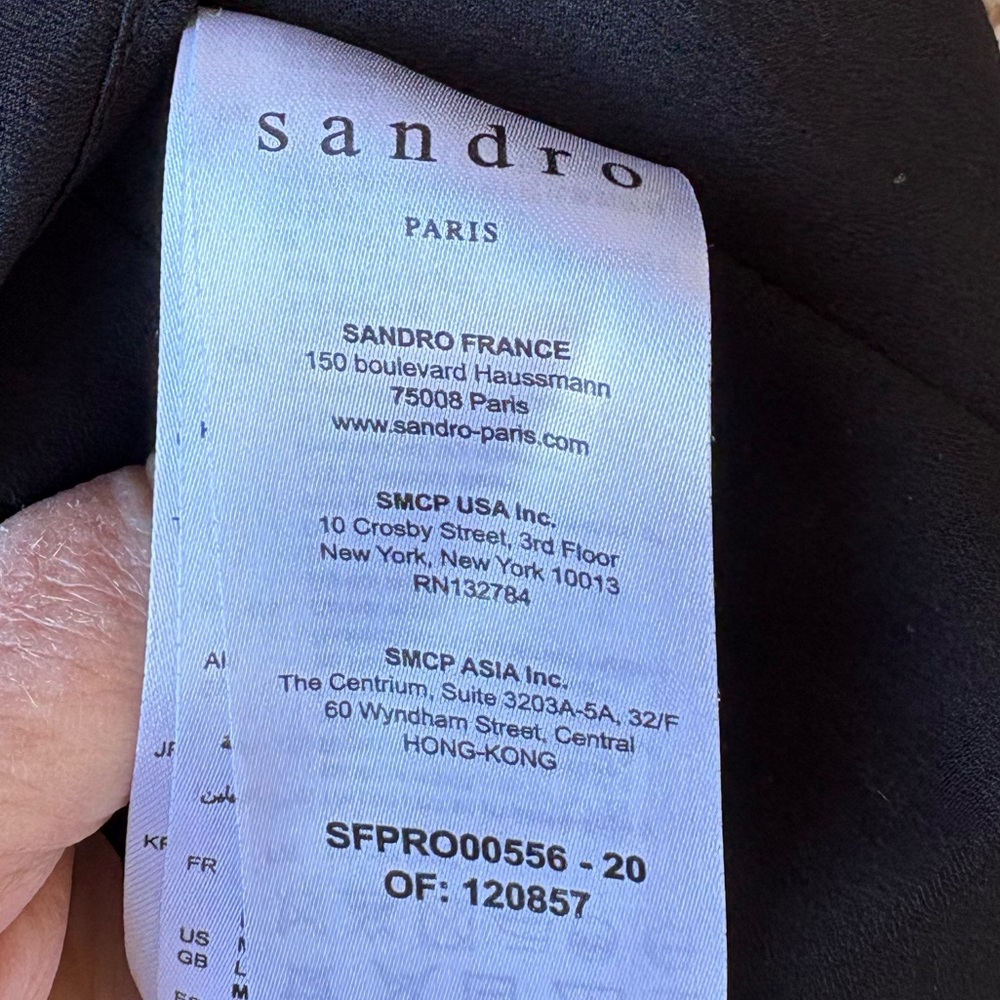 sandro
PARIS
SANDRO FRANCE
150 boulevard Haussmann
75008 Paris
www.sandro-paris.com
SMCP USA Inc.
10 Crosby Street, 3rd Floor
New York, New York 10013
RN132784
SMCP ASIA Inc.
The Centrium, Suite 3203A-5A, 32/F
60 Wyndham Street, Central
HONG-KONG
SFPRO00556 - 20
OF: 120857
FR
US
GB